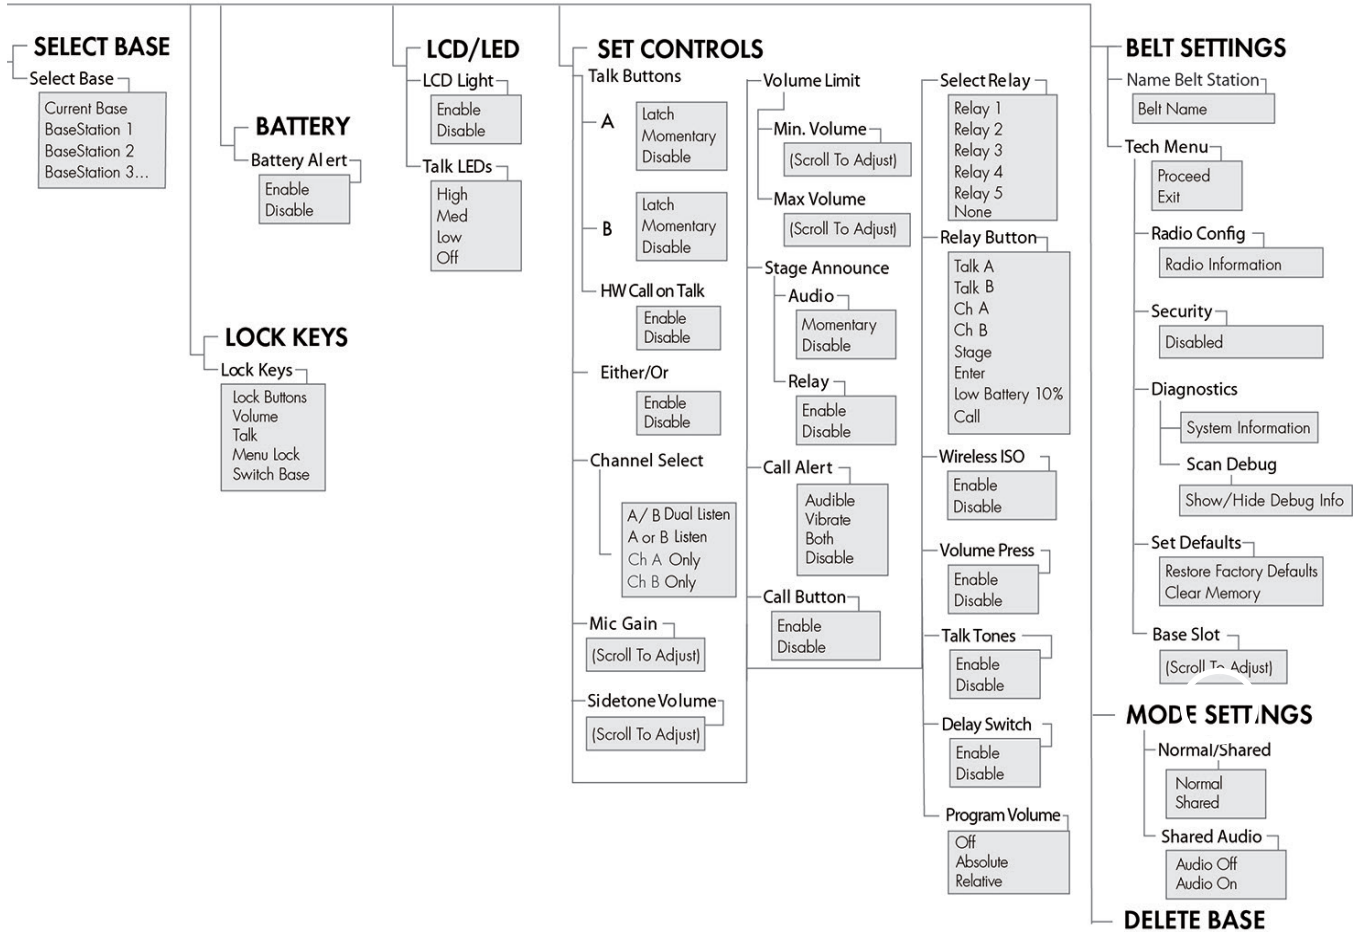 SELECT BASE
Select Base
Current Base
BaseStation 1
BaseStation 2
BaseStation 3...
BATTERY
Battery Alert
Enable
Disable
LOCK KEYS
Lock Keys
Lock Buttons
Volume
Talk
Menu Lock
Switch Base
LCD/LED
LCD Light
Enable
Disable
Talk LEDs
High
Med
Low
Off
SET CONTROLS
Talk Buttons
A
Latch
Momentary
Disable
B
Latch
Momentary
Disable
HW Call on Talk
Enable
Disable
Either/Or
Enable
Disable
Channel Select
A/ B Dual Listen
A or B Listen
Ch A Only
Ch B Only
Mic Gain
(Scroll To Adjust)
Sidetone Volume
(Scroll To Adjust)
Volume Limit
Min. Volume
(Scroll To Adjust)
Max Volume
(Scroll To Adjust)
Stage Announce
Audio
Momentary
Disable
Relay
Enable
Disable
Call Alert
Audible
Vibrate
Both
Disable
Call Button
Enable
Disable
Select Relay
Relay 1
Relay 2
Relay 3
Relay 4
Relay 5
None
Relay Button
Talk A
Talk B
Ch A
Ch B
Stage
Enter
Low Battery 10%
Call
Wireless ISO
Enable
Disable
Volume Press
Enable
Disable
Talk Tones
Enable
Disable
Delay Switch
Enable
Disable
Program Volume
Off
Absolute
Relative
BELT SETTINGS
Name Belt Station
Belt Name
Tech Menu
Proceed
Exit
Radio Config
Radio Information
Security
Disabled
Diagnostics
System Information
Scan Debug
Show/Hide Debug Info
Set Defaults
Restore Factory Defaults
Clear Memory
Base Slot
(Scroll To Adjust)
MODE SETTINGS
Normal/Shared
Normal
Shared
Shared Audio
Audio Off
Audio On
DELETE BASE